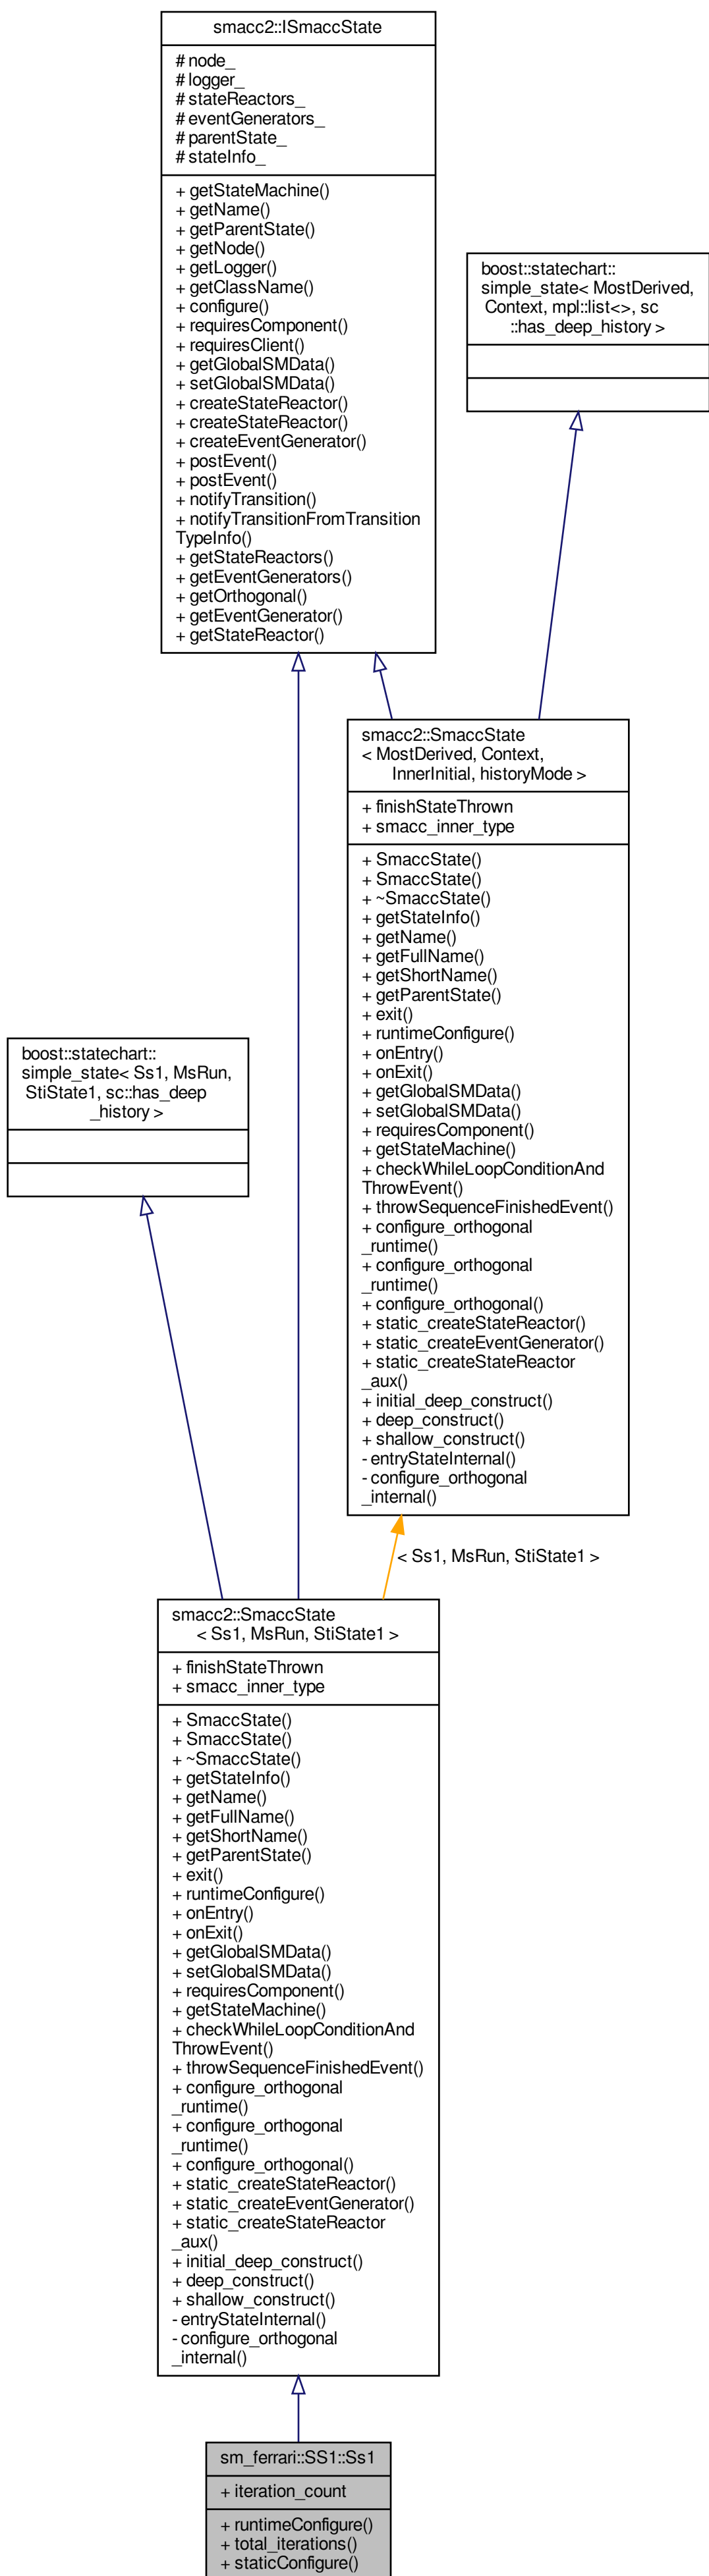 smacc2::ISmaccState
# node_
# logger_
# stateReactors_
# eventGenerators_
# parentState_
# stateInfo_
+ getStateMachine()
+ getName()
+ getParentState()
+ getNode()
+ getLogger()
+ getClassName()
+ configure()
+ requiresComponent()
+ requiresClient()
+ getGlobalSMData()
+ setGlobalSMData()
+ createStateReactor()
+ createStateReactor()
+ createEventGenerator()
+ postEvent()
+ postEvent()
+ notifyTransition()
+ notifyTransitionFromTransition
TypeInfo()
+ getStateReactors()
+ getEventGenerators()
+ getOrthogonal()
+ getEventGenerator()
+ getStateReactor()
boost::statechart::
simple_state< MostDerived,
Context, mpl::list<>, sc
::has_deep_history >
smacc2::SmaccState
< MostDerived, Context,
InnerInitial, historyMode >
+ finishStateThrown
+ smacc_inner_type
+ SmaccState()
+ SmaccState()
+ ~SmaccState()
+ getStateInfo()
+ getName()
+ getFullName()
+ getShortName()
+ getParentState()
+ exit()
+ runtimeConfigure()
+ onEntry()
+ onExit()
+ getGlobalSMData()
+ setGlobalSMData()
+ requiresComponent()
+ getStateMachine()
+ checkWhileLoopConditionAnd
ThrowEvent()
+ throwSequenceFinishedEvent()
+ configure_orthogonal
_runtime()
+ configure_orthogonal
_runtime()
+ configure_orthogonal()
+ static_createStateReactor()
+ static_createEventGenerator()
+ static_createStateReactor
_aux()
+ initial_deep_construct()
+ deep_construct()
+ shallow_construct()
- entryStateInternal()
- configure_orthogonal
_internal()
boost::statechart::
simple_state< Ss1, MsRun,
StiState1, sc::has_deep
_history >
< Ss1, MsRun, StiState1 >
smacc2::SmaccState
< Ss1, MsRun, StiState1 >
+ finishStateThrown
+ smacc_inner_type
+ SmaccState()
+ SmaccState()
+ ~SmaccState()
+ getStateInfo()
+ getName()
+ getFullName()
+ getShortName()
+ getParentState()
+ exit()
+ runtimeConfigure()
+ onEntry()
+ onExit()
+ getGlobalSMData()
+ setGlobalSMData()
+ requiresComponent()
+ getStateMachine()
+ checkWhileLoopConditionAnd
ThrowEvent()
+ throwSequenceFinishedEvent()
+ configure_orthogonal
_runtime()
+ configure_orthogonal
_runtime()
+ configure_orthogonal()
+ static_createStateReactor()
+ static_createEventGenerator()
+ static_createStateReactor
_aux()
+ initial_deep_construct()
+ deep_construct()
+ shallow_construct()
- entryStateInternal()
- configure_orthogonal
_internal()
sm_ferrari::SS1::Ss1
+ iteration_count
+ runtimeConfigure()
+ total_iterations()
+ staticConfigure()